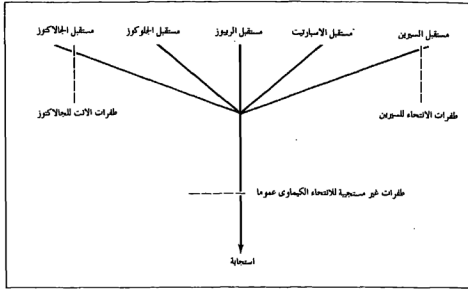 مستقبل السيرين
مستقبل الاسبارتيت
مستقبل الريبوز
مستقبل الجلوكوز
مستقبل الجالاكتوز
طفرات الانتحاء للسيرين
طفرات الانت للجالاكتوز
طفرات غير مستجيبة للانتحاء الكيماوى عموما
استجابة